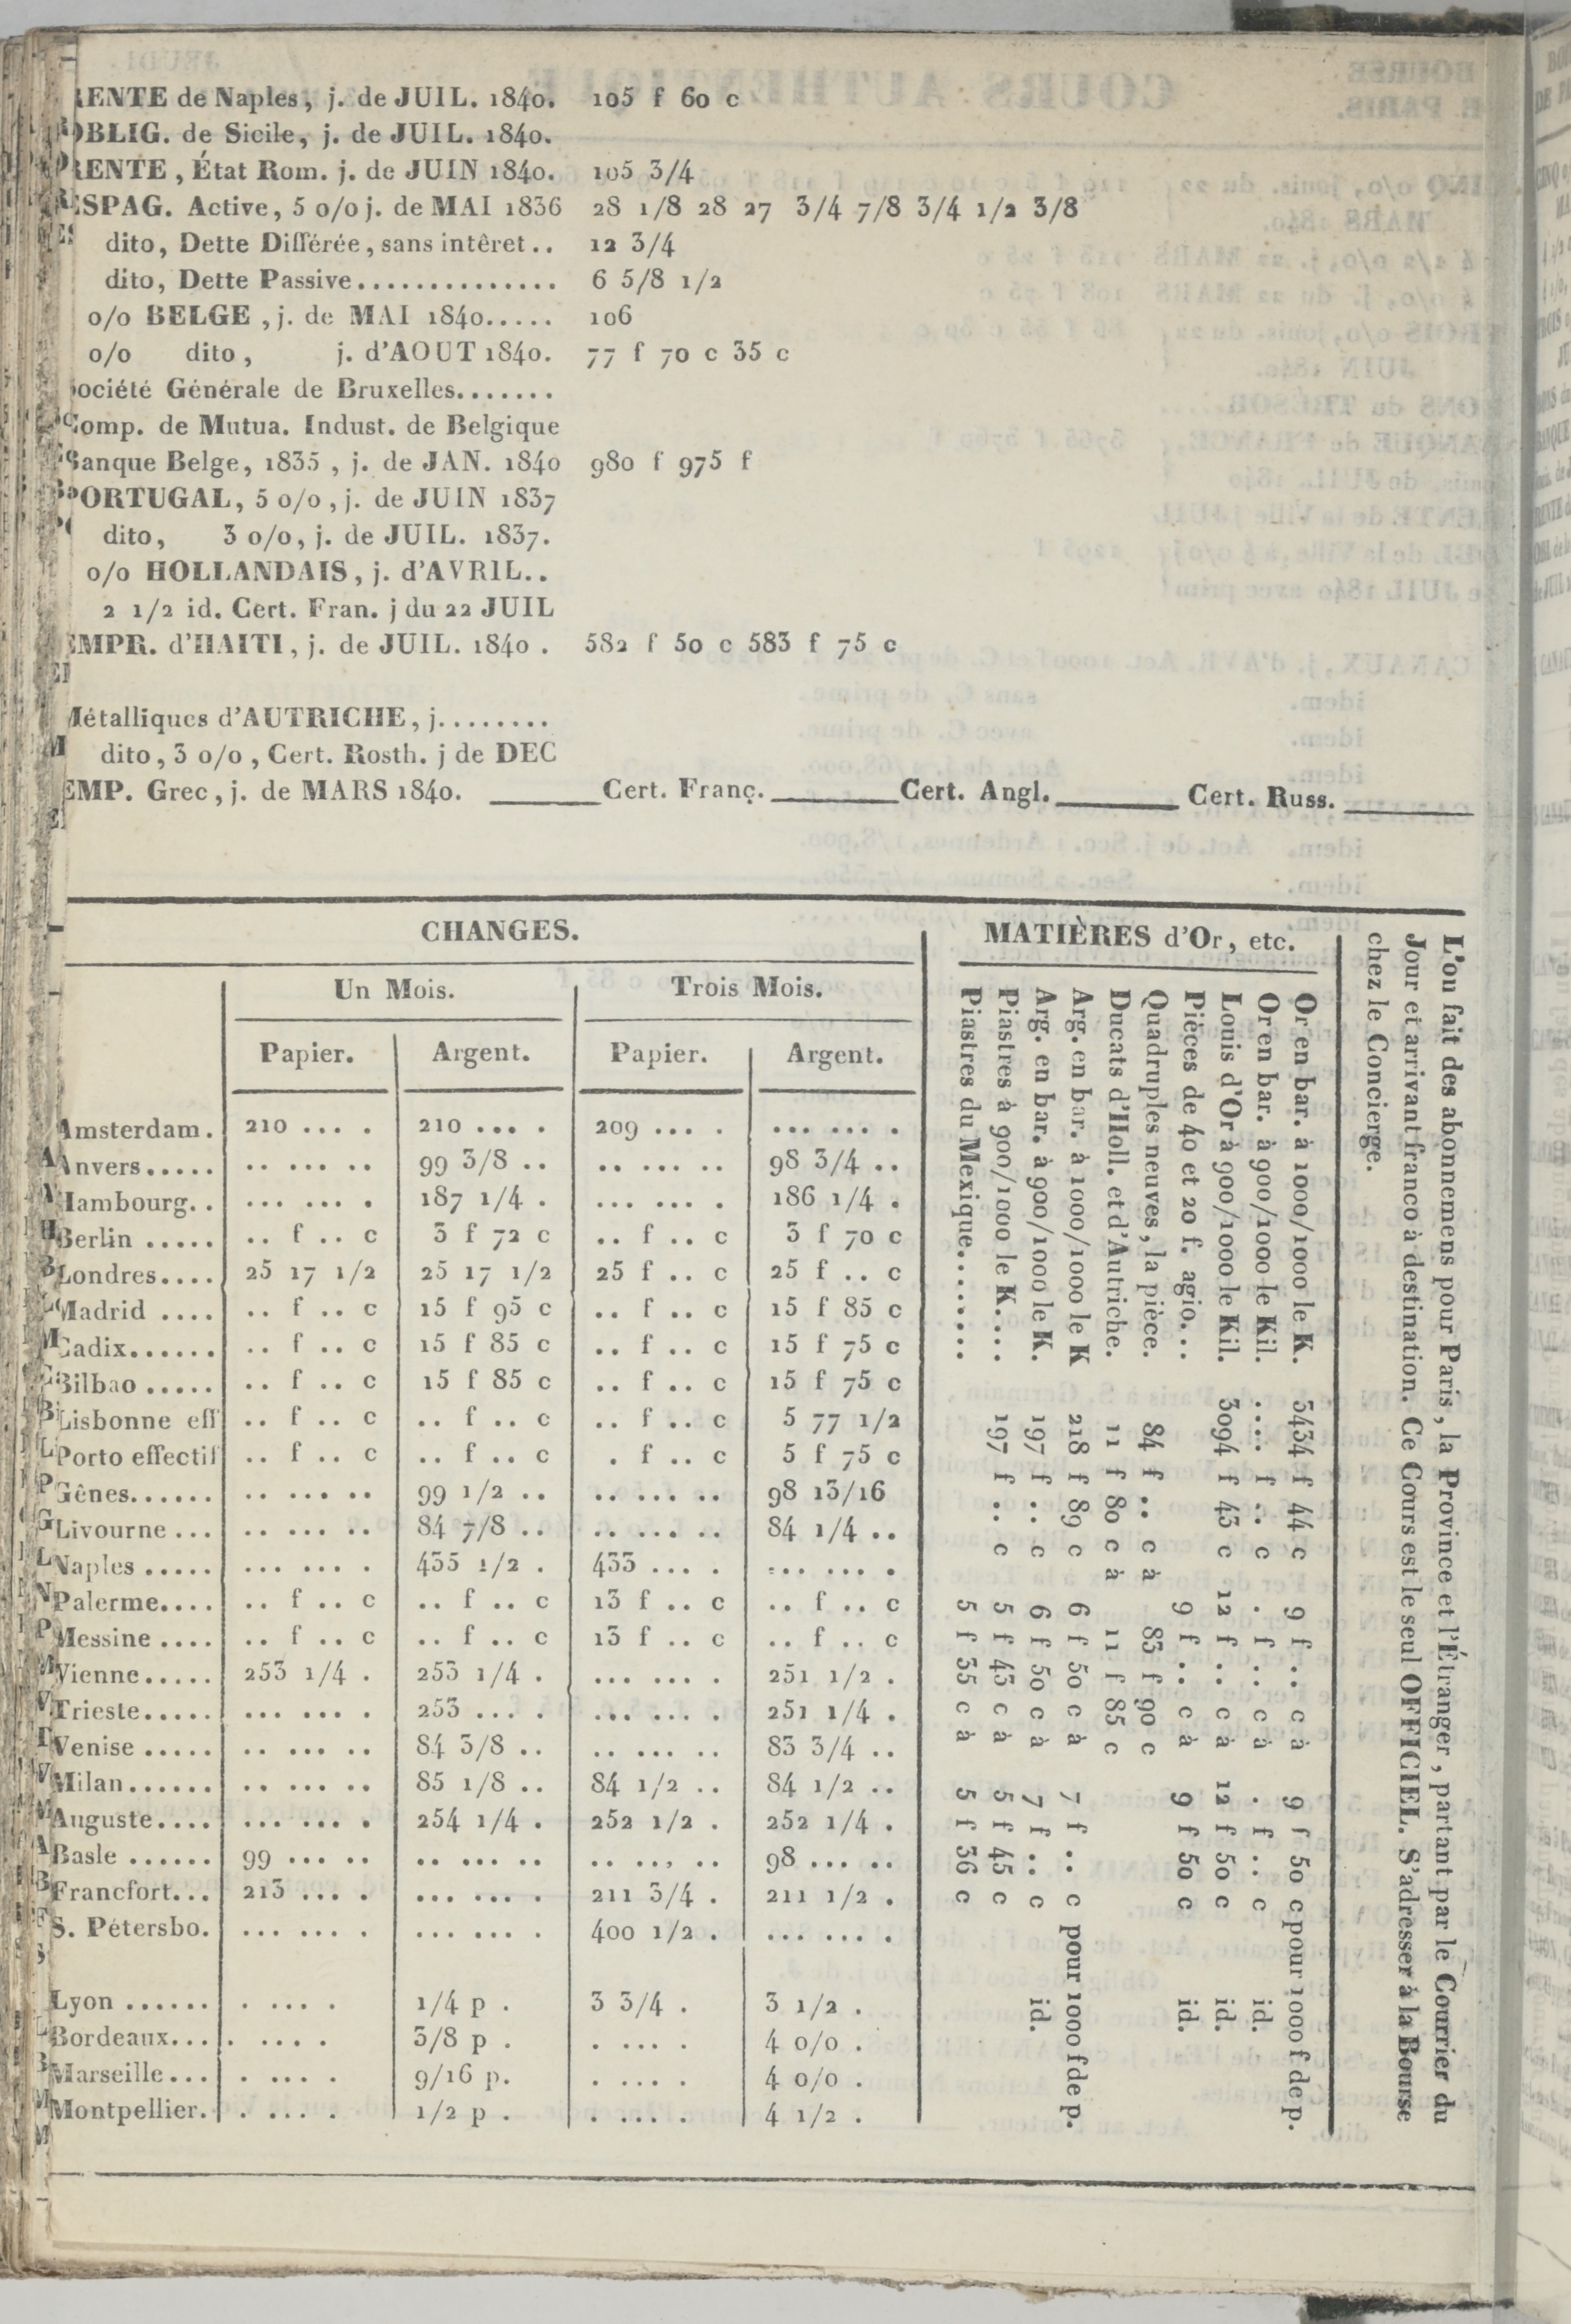 RENTE de Naples, j. de JUIL. 1840. 105 f 60 c
OBLIG. de Sicile, j. de JUIL. 1840.
RENTE, État Rom. j. de JUIN 1840. 105 3/4
ESPAG. Active, 5 o/o j. de MAI 1836 28 1/8 28 27 3/4 7/8 3/4 1/2 3/8
dito, Dette Différée, sans intêret.. 12 3/4
dito, Dette Passive.............. 6 5/8 1/2
o/o BELGE, j. de MAI 1840..... 106
o/o dito, j. d'AOUT 1840. 77 f 70 c 35 c
Société Générale de Bruxelles.......
Comp. de Mutua. Indust. de Belgique
Banque Belge, 1835, j. de JAN. 1840 980 f 975 f
PORTUGAL, 5 o/o, j. de JUIN 1837
dito, 3 o/o, j. de JUIL. 1837.
o/o HOLLANDAIS, j. d'AVRIL..
2 1/2 id. Cert. Fran. j du 22 JUIL
EMPR. d'HAITI, j. de JUIL. 1840. 582 f 50 c 583 f 75 c
Métalliques d'AUTRICHE, j........
dito, 3 o/o, Cert. Rosth. j de DEC
EMP. Grec, j. de MARS 1840. ______Cert. Franç.______Cert. Angl.______ Cert. Russ. ______
CHANGES.
Un Mois. Trois Mois.
Papier. Argent. Papier. Argent.
Amsterdam. 210 ... . 210 ... . 209 ... . ... ... .
Anvers..... .. ... .. 99 3/8 .. .. ... .. 98 3/4 ..
Hambourg. . ... ... . 187 1/4 . ... ... . 186 1/4 .
Berlin ..... .. f .. c 3 f 72 c .. f .. c 3 f 70 c
Londres.... 25 17 1/2 25 17 1/2 25 f .. c 25 f .. c
Madrid .... .. f .. c 15 f 95 c .. f .. c 15 f 85 c
Cadix...... .. f .. c 15 f 85 c .. f .. c 15 f 75 c
Bilbao ..... .. f .. c 15 f 85 c .. f .. c 15 f 75 c
Lisbonne eff .. f .. c .. f .. c .. f .. c 5 77 1/2
Porto effectif .. f .. c .. f .. c . f .. c 5 f 75 c
Gênes...... .. ... .. 99 1/2 .. .. ... .. 98 13/16
Livourne ... .. ... .. 84 7/8 .. .. ... .. 84 1/4 ..
Naples ..... ... ... . 435 1/2 . 433 ... . ... ... .
Palerme.... .. f .. c .. f .. c 13 f .. c .. f .. c
Messine .... .. f .. c .. f .. c 13 f .. c .. f .. c
Vienne..... 253 1/4 . 253 1/4 . ... ... . 251 1/2 .
Trieste..... ... ... . 253 ... . ... ... . 251 1/4 .
Venise ..... .. ... .. 84 3/8 .. .. ... .. 83 3/4 ..
Milan...... .. ... .. 85 1/8 .. 84 1/2 .. 84 1/2 ..
Auguste.... ... ... . 254 1/4 . 252 1/2 . 252 1/4 .
Basle ...... 99 ... .. .. ... .. .. ... .. 98 ... ..
Francfort... 213 ... . ... ... . 211 3/4 . 211 1/2 .
S. Pétersbo. ... ... . ... ... . 400 1/2 . ... ... .
Lyon ...... . ... . 1/4 p . 3 3/4 . 3 1/2 .
Bordeaux... . ... . 3/8 p . . ... . 4 o/o .
Marseille... . ... . 9/16 p. . ... . 4 o/o .
Montpellier. . ... . 1/2 p . . ... . 4 1/2 .
MATIÈRES d'Or, etc.
Or en bar. à 1000/1000 le K. 3434 f 44 c 9 f .. c à 9 f 50 c pour 1000 f de p.
Or en bar. à 900/1000 le Kil. .... f .. c . f .. c à . f .. c id.
Louis d'Or à 900/1000 le Kil. 3094 f 43 c 12 f .. c à 12 f 50 c id.
Pièces de 40 et 20 f. agio... 9 f .. c à 9 f 50 c id.
Quadruples neuves, la pièce. 84 f .. c à 83 f 90 c
Ducats d'Holl. et d'Autriche. 11 f 80 c à 11 f 85 c
Arg. en bar. à 1000/1000 le K 218 f 89 c 6 f 50 c à 7 f .. c pour 1000 f de p.
Arg. en bar. à 900/1000 le K. 197 f .. c 6 f 50 c à 7 f .. c id.
Piastres à 900/1000 le K.... 197 f .. c 5 f 43 c à 5 f 45 c
Piastres du Mexique........ 5 f 35 c à 5 f 36 c
L'on fait des abonnemens pour Paris, la Province et l'Étranger, partant par le Courrier du
Jour et arrivant franco à destination. Ce Cours est le seul OFFICIEL. S'adresser à la Bourse
chez le Concierge.